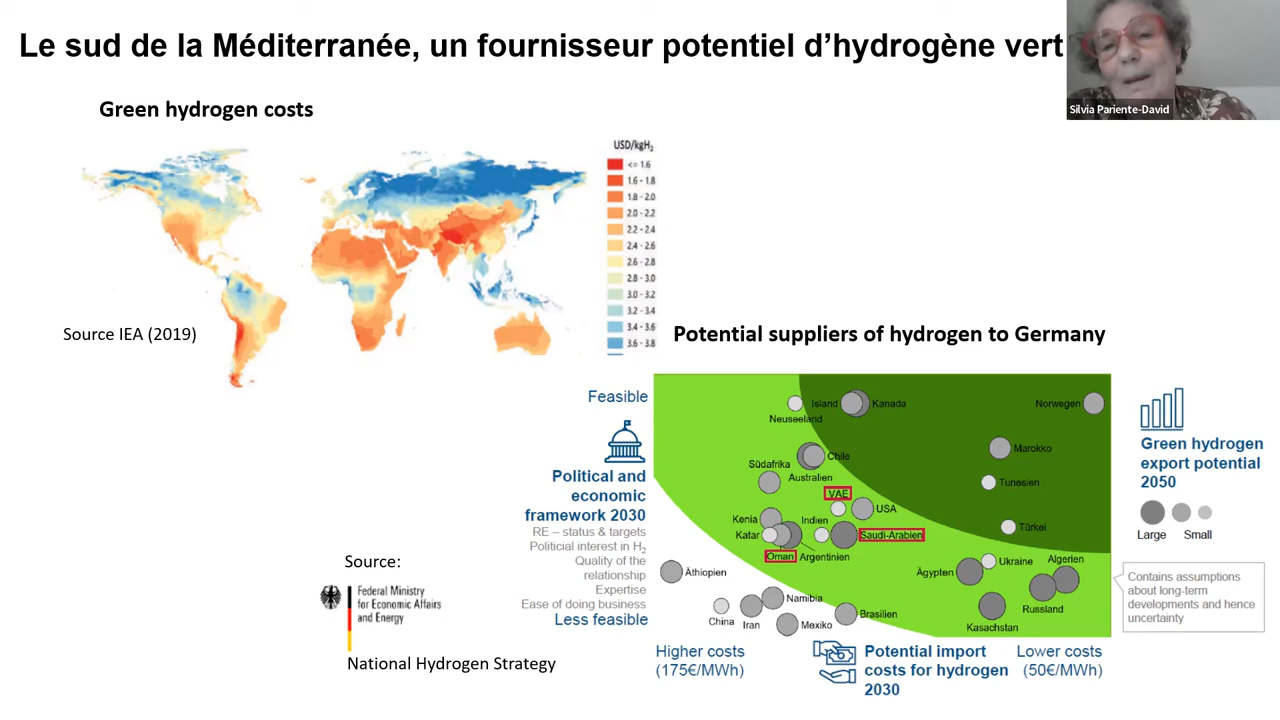 Le sud de la Méditerranée, un fournisseur potentiel d’hydrogène vert
Silvia Pariente-David
Green hydrogen costs
USD/kgH₂
<= 1.6
1.6 - 1.8
1.8 - 2.0
2.0 - 2.2
2.2 - 2.4
2.4 - 2.6
2.6 - 2.8
2.8 - 3.0
3.0 - 3.2
3.2 - 3.4
3.4 - 3.6
3.6 - 3.8
Source IEA (2019)
Potential suppliers of hydrogen to Germany
Feasible
Political and
economic
framework 2030
RE – status & targets
Politicial interest in H₂
Quality of the
relationship
Expertise
Ease of doing business
Less feasible
Neuseeland
Island
Kanada
Norwegen
Marokko
Chile
Australien
Südafrika
Tunesien
VAE
USA
Kenia
Indien
Türkei
Katar
Saudi-Arabien
Oman
Argentinien
Äthiopien
Ägypten
Ukraine
Algerien
Namibia
Russland
China
Iran
Mexiko
Brasilien
Kasachstan
Higher costs
(175€/MWh)
Potential import
costs for hydrogen
2030
Lower costs
(50€/MWh)
Green hydrogen
export potential
2050
Large
Small
Contains assumptions
about long-term
developments and hence
uncertainty
Source:
Federal Ministry
for Economic Affairs
and Energy
National Hydrogen Strategy